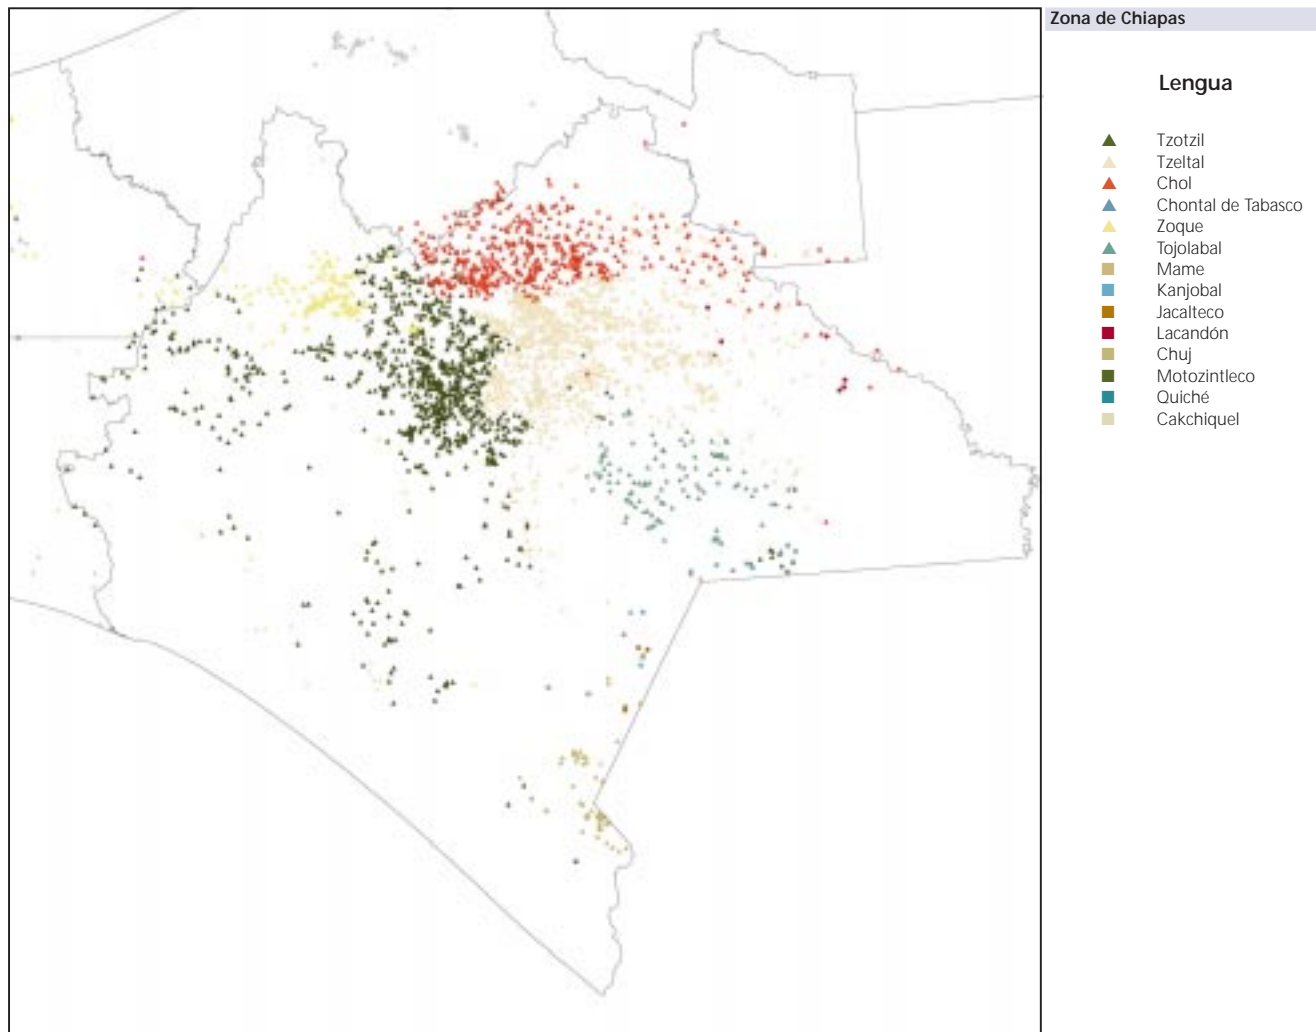 Zona de Chiapas
Lengua
Tzotzil
Tzeltal
Chol
Chontal de Tabasco
Zoque
Tojolabal
Mame
Kanjobal
Jacalteco
Lacandón
Chuj
Motozintleco
Quiché
Cakchiquel